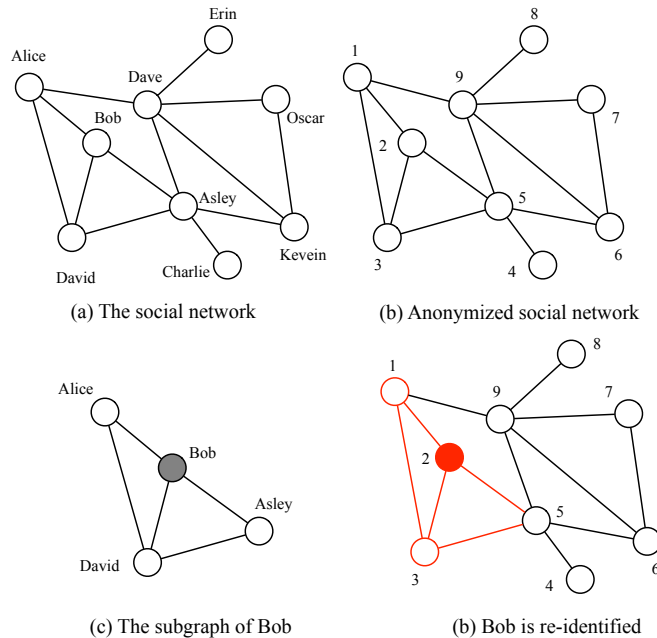 Erin
Alice
Dave
Bob
Oscar
Asley
David
Charlie
Kevein
(a) The social network
8
1
9
7
2
5
3
4
6
(b) Anonymized social network
Alice
Bob
Asley
David
(c) The subgraph of Bob
8
1
9
7
2
5
3
4
6
(b) Bob is re-identified